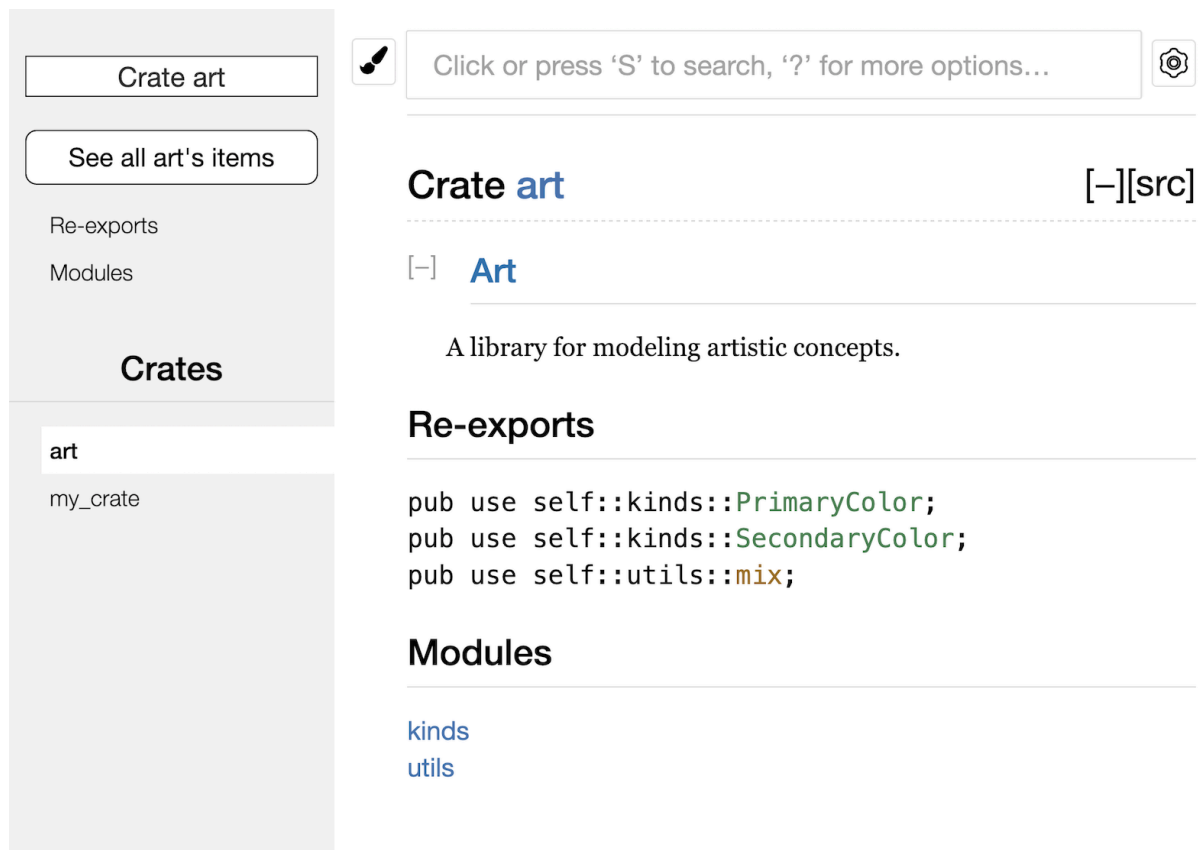 Crate art
See all art's items
Re-exports
Modules
Crates
art
my_crate
Click or press ‘S’ to search, ‘?’ for more options…
Crate art [−][src]
[−] Art
A library for modeling artistic concepts.
Re-exports
pub use self::kinds::PrimaryColor;
pub use self::kinds::SecondaryColor;
pub use self::utils::mix;
Modules
kinds
utils